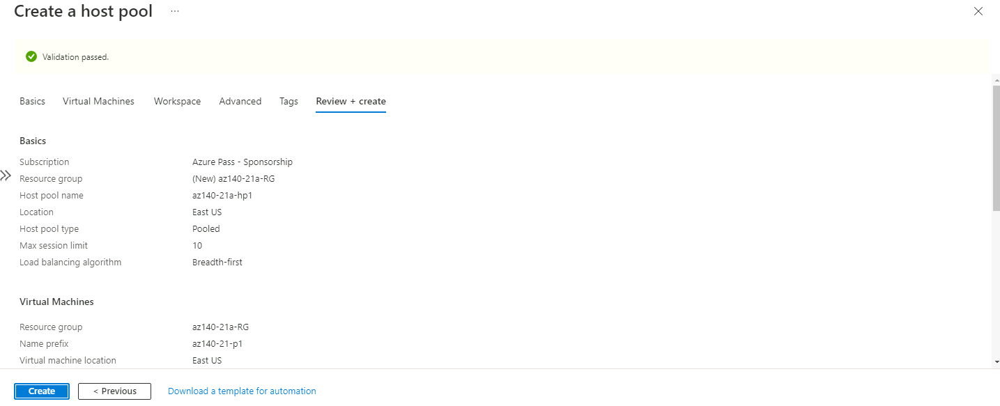 Create a host pool ...
Validation passed.
Basics Virtual Machines Workspace Advanced Tags Review + create
Basics
Subscription Azure Pass - Sponsorship
Resource group (New) az140-21a-RG
Host pool name az140-21a-hp1
Location East US
Host pool type Pooled
Max session limit 10
Load balancing algorithm Breadth-first
Virtual Machines
Resource group az140-21a-RG
Name prefix az140-21-p1
Virtual machine location East US
Create < Previous Download a template for automation